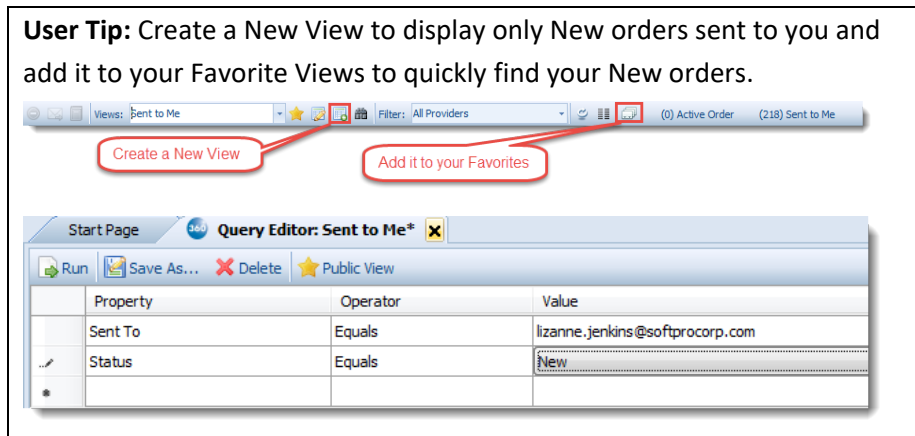 User Tip: Create a New View to display only New orders sent to you and
add it to your Favorite Views to quickly find your New orders.
Views: Sent to Me Filter: All Providers (0) Active Order (218) Sent to Me
Create a New View
Add it to your Favorites
Start Page 360 Query Editor: Sent to Me*
Run Save As... Delete Public View
Property Operator Value
Sent To Equals lizanne.jenkins@softprocorp.com
Status Equals New